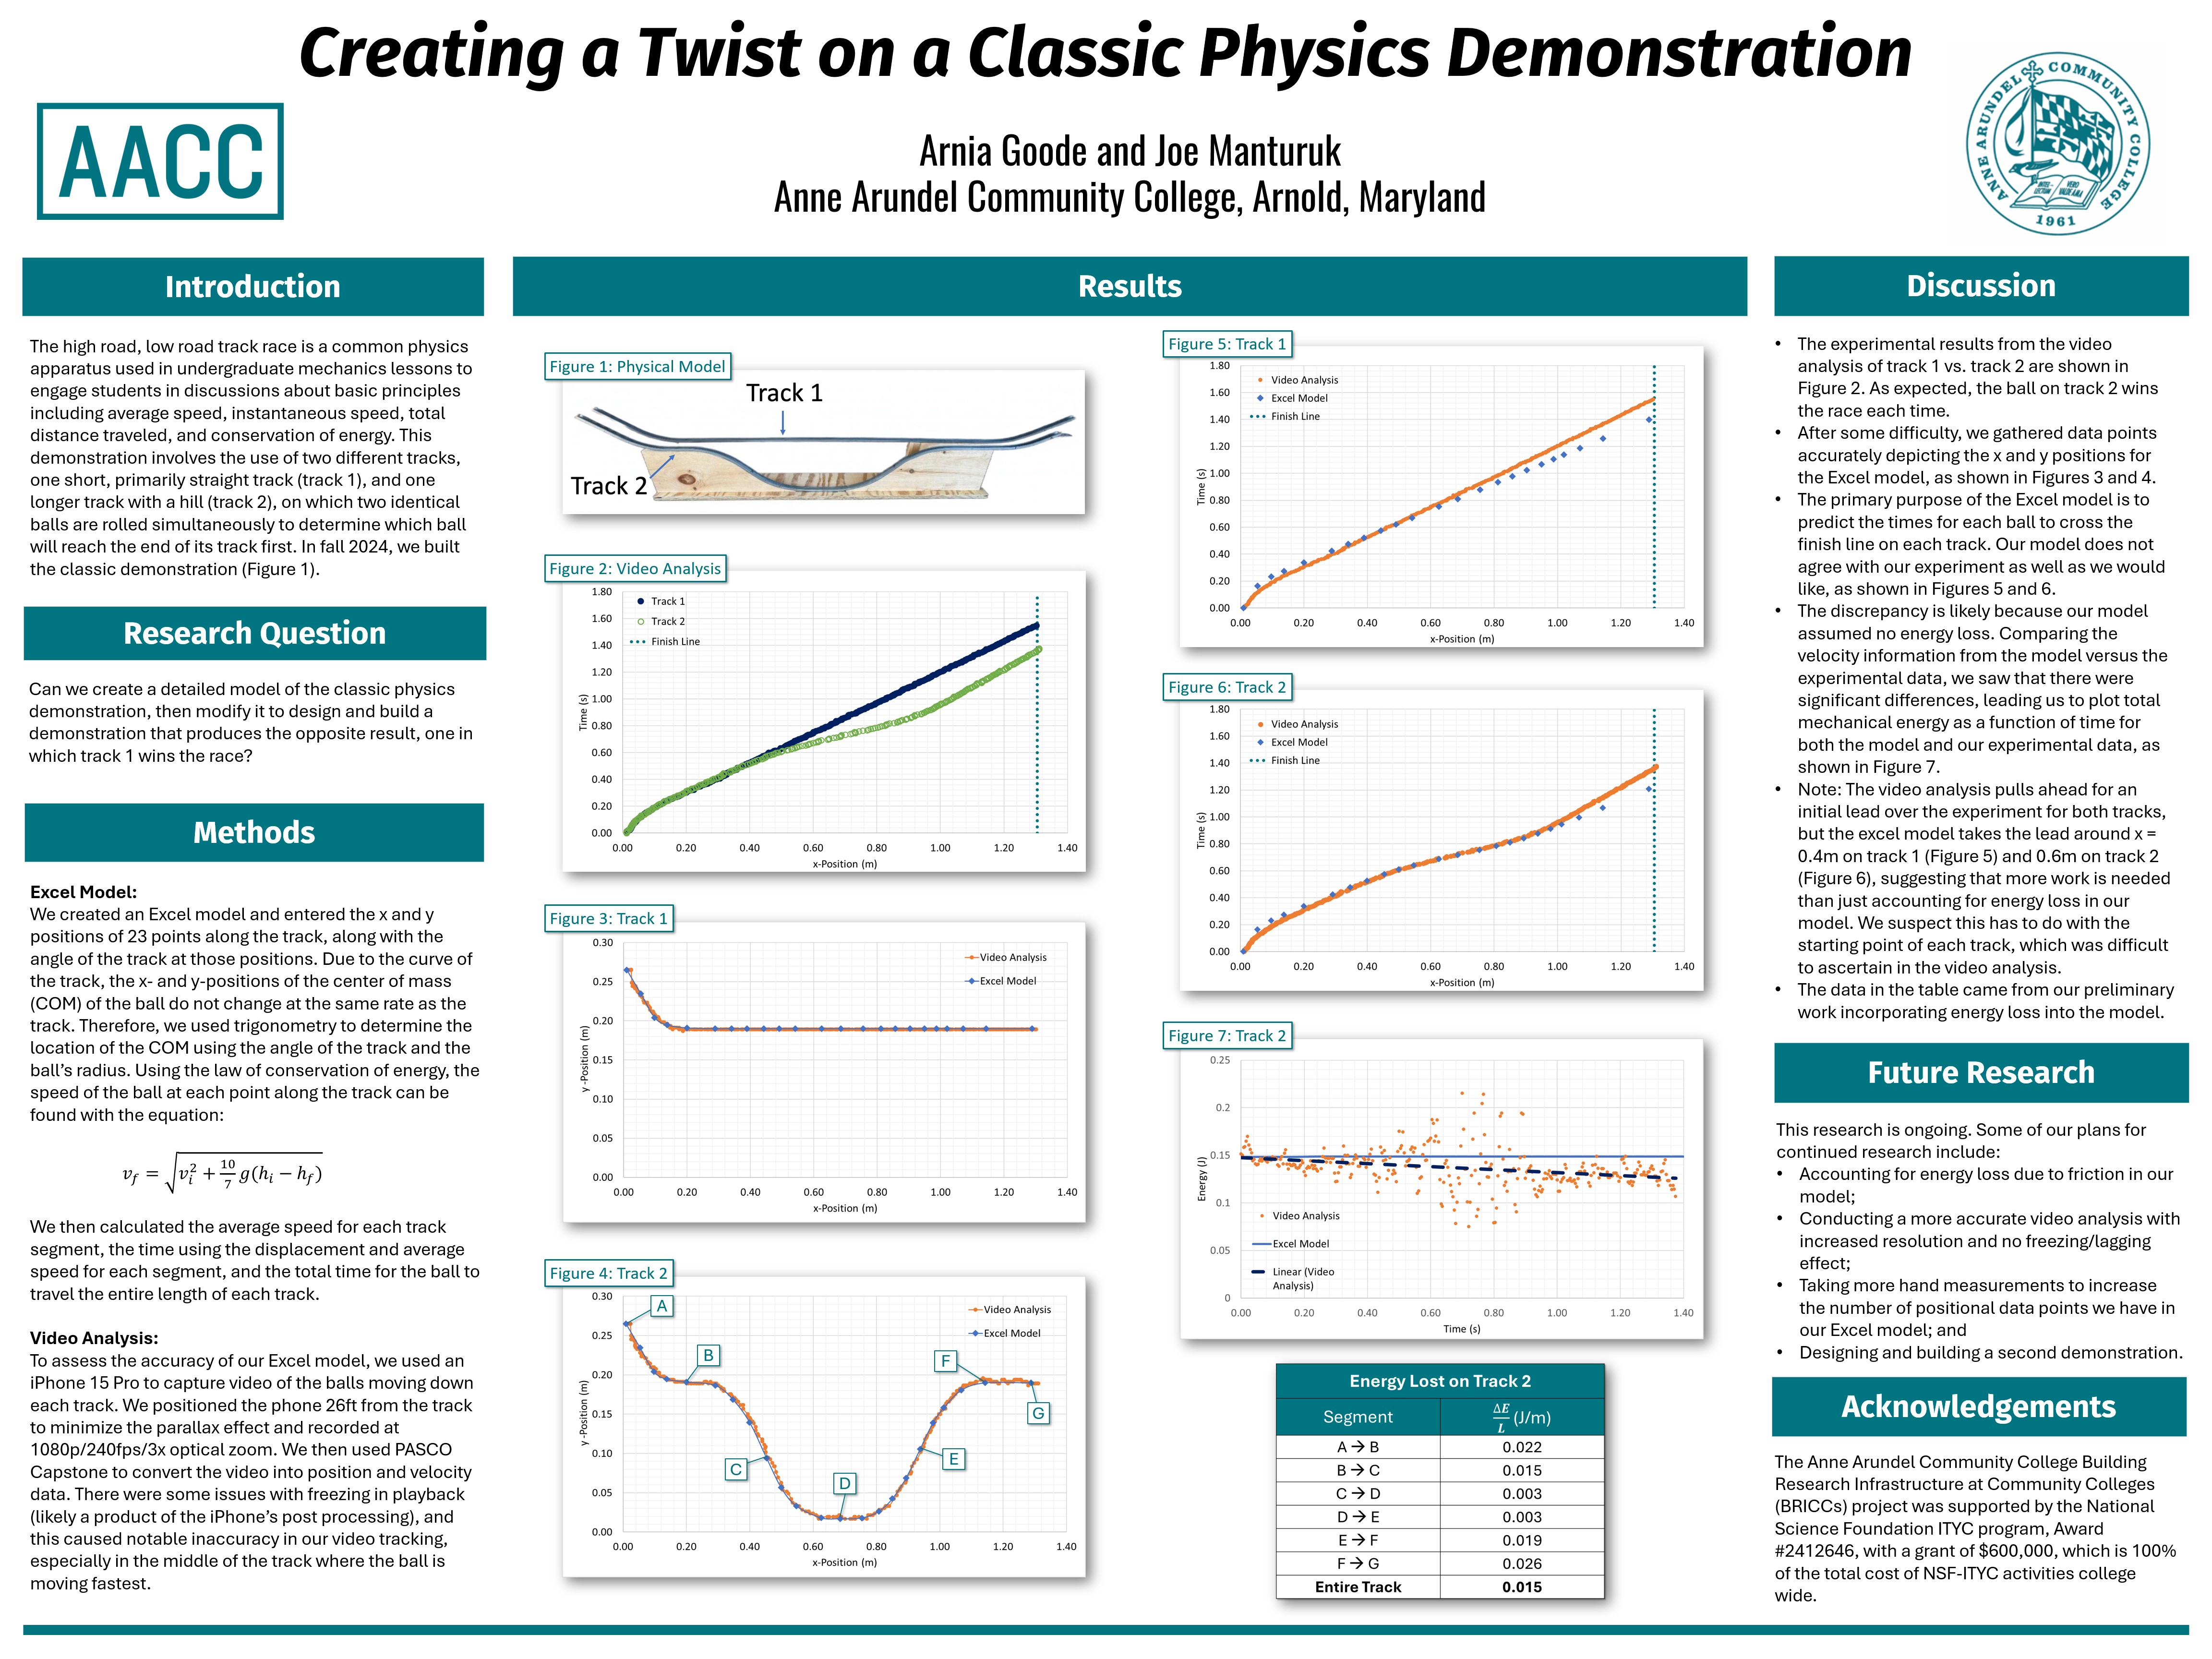 Creating a Twist on a Classic Physics Demonstration
AACC
Arnia Goode and Joe Manturuk
Anne Arundel Community College, Arnold, Maryland
ANNE ARUNDEL COMMUNITY COLLEGE
1961
Introduction
The high road, low road track race is a common physics
apparatus used in undergraduate mechanics lessons to
engage students in discussions about basic principles
including average speed, instantaneous speed, total
distance traveled, and conservation of energy. This
demonstration involves the use of two different tracks,
one short, primarily straight track (track 1), and one
longer track with a hill (track 2), on which two identical
balls are rolled simultaneously to determine which ball
will reach the end of its track first. In fall 2024, we built
the classic demonstration (Figure 1).
Research Question
Can we create a detailed model of the classic physics
demonstration, then modify it to design and build a
demonstration that produces the opposite result, one in
which track 1 wins the race?
Methods
Excel Model:
We created an Excel model and entered the x and y
positions of 23 points along the track, along with the
angle of the track at those positions. Due to the curve of
the track, the x- and y-positions of the center of mass
(COM) of the ball do not change at the same rate as the
track. Therefore, we used trigonometry to determine the
location of the COM using the angle of the track and the
ball's radius. Using the law of conservation of energy, the
speed of the ball at each point along the track can be
found with the equation:
v_f = √(v_i² + 10/7 g(h_i − h_f))
We then calculated the average speed for each track
segment, the time using the displacement and average
speed for each segment, and the total time for the ball to
travel the entire length of each track.
Video Analysis:
To assess the accuracy of our Excel model, we used an
iPhone 15 Pro to capture video of the balls moving down
each track. We positioned the phone 26ft from the track
to minimize the parallax effect and recorded at
1080p/240fps/3x optical zoom. We then used PASCO
Capstone to convert the video into position and velocity
data. There were some issues with freezing in playback
(likely a product of the iPhone's post processing), and
this caused notable inaccuracy in our video tracking,
especially in the middle of the track where the ball is
moving fastest.
Results
Figure 1: Physical Model
Track 1
Track 2
Figure 2: Video Analysis
1.80
1.60
1.40
1.20
1.00
0.80
0.60
0.40
0.20
0.00
Time (s)
Track 1
Track 2
Finish Line
0.00 0.20 0.40 0.60 0.80 1.00 1.20 1.40
x-Position (m)
Figure 3: Track 1
0.30
0.25
0.20
0.15
0.10
0.05
0.00
y -Position (m)
Video Analysis
Excel Model
0.00 0.20 0.40 0.60 0.80 1.00 1.20 1.40
x-Position (m)
Figure 4: Track 2
0.30
0.25
0.20
0.15
0.10
0.05
0.00
y -Position (m)
Video Analysis
Excel Model
A
B
C
D
E
F
G
0.00 0.20 0.40 0.60 0.80 1.00 1.20 1.40
x-Position (m)
Figure 5: Track 1
1.80
1.60
1.40
1.20
1.00
0.80
0.60
0.40
0.20
0.00
Time (s)
Video Analysis
Excel Model
Finish Line
0.00 0.20 0.40 0.60 0.80 1.00 1.20 1.40
x-Position (m)
Figure 6: Track 2
1.80
1.60
1.40
1.20
1.00
0.80
0.60
0.40
0.20
0.00
Time (s)
Video Analysis
Excel Model
Finish Line
0.00 0.20 0.40 0.60 0.80 1.00 1.20 1.40
x-Position (m)
Figure 7: Track 2
0.25
0.2
0.15
0.1
0.05
0
Energy (J)
Video Analysis
Excel Model
Linear (Video
Analysis)
0.00 0.20 0.40 0.60 0.80 1.00 1.20 1.40
Time (s)
Energy Lost on Track 2
Segment ΔE/L (J/m)
A → B 0.022
B → C 0.015
C → D 0.003
D → E 0.003
E → F 0.019
F → G 0.026
Entire Track 0.015
Discussion
• The experimental results from the video
analysis of track 1 vs. track 2 are shown in
Figure 2. As expected, the ball on track 2 wins
the race each time.
• After some difficulty, we gathered data points
accurately depicting the x and y positions for
the Excel model, as shown in Figures 3 and 4.
• The primary purpose of the Excel model is to
predict the times for each ball to cross the
finish line on each track. Our model does not
agree with our experiment as well as we would
like, as shown in Figures 5 and 6.
• The discrepancy is likely because our model
assumed no energy loss. Comparing the
velocity information from the model versus the
experimental data, we saw that there were
significant differences, leading us to plot total
mechanical energy as a function of time for
both the model and our experimental data, as
shown in Figure 7.
• Note: The video analysis pulls ahead for an
initial lead over the experiment for both tracks,
but the excel model takes the lead around x =
0.4m on track 1 (Figure 5) and 0.6m on track 2
(Figure 6), suggesting that more work is needed
than just accounting for energy loss in our
model. We suspect this has to do with the
starting point of each track, which was difficult
to ascertain in the video analysis.
• The data in the table came from our preliminary
work incorporating energy loss into the model.
Future Research
This research is ongoing. Some of our plans for
continued research include:
• Accounting for energy loss due to friction in our
model;
• Conducting a more accurate video analysis with
increased resolution and no freezing/lagging
effect;
• Taking more hand measurements to increase
the number of positional data points we have in
our Excel model; and
• Designing and building a second demonstration.
Acknowledgements
The Anne Arundel Community College Building
Research Infrastructure at Community Colleges
(BRICCs) project was supported by the National
Science Foundation ITYC program, Award
#2412646, with a grant of $600,000, which is 100%
of the total cost of NSF-ITYC activities college
wide.